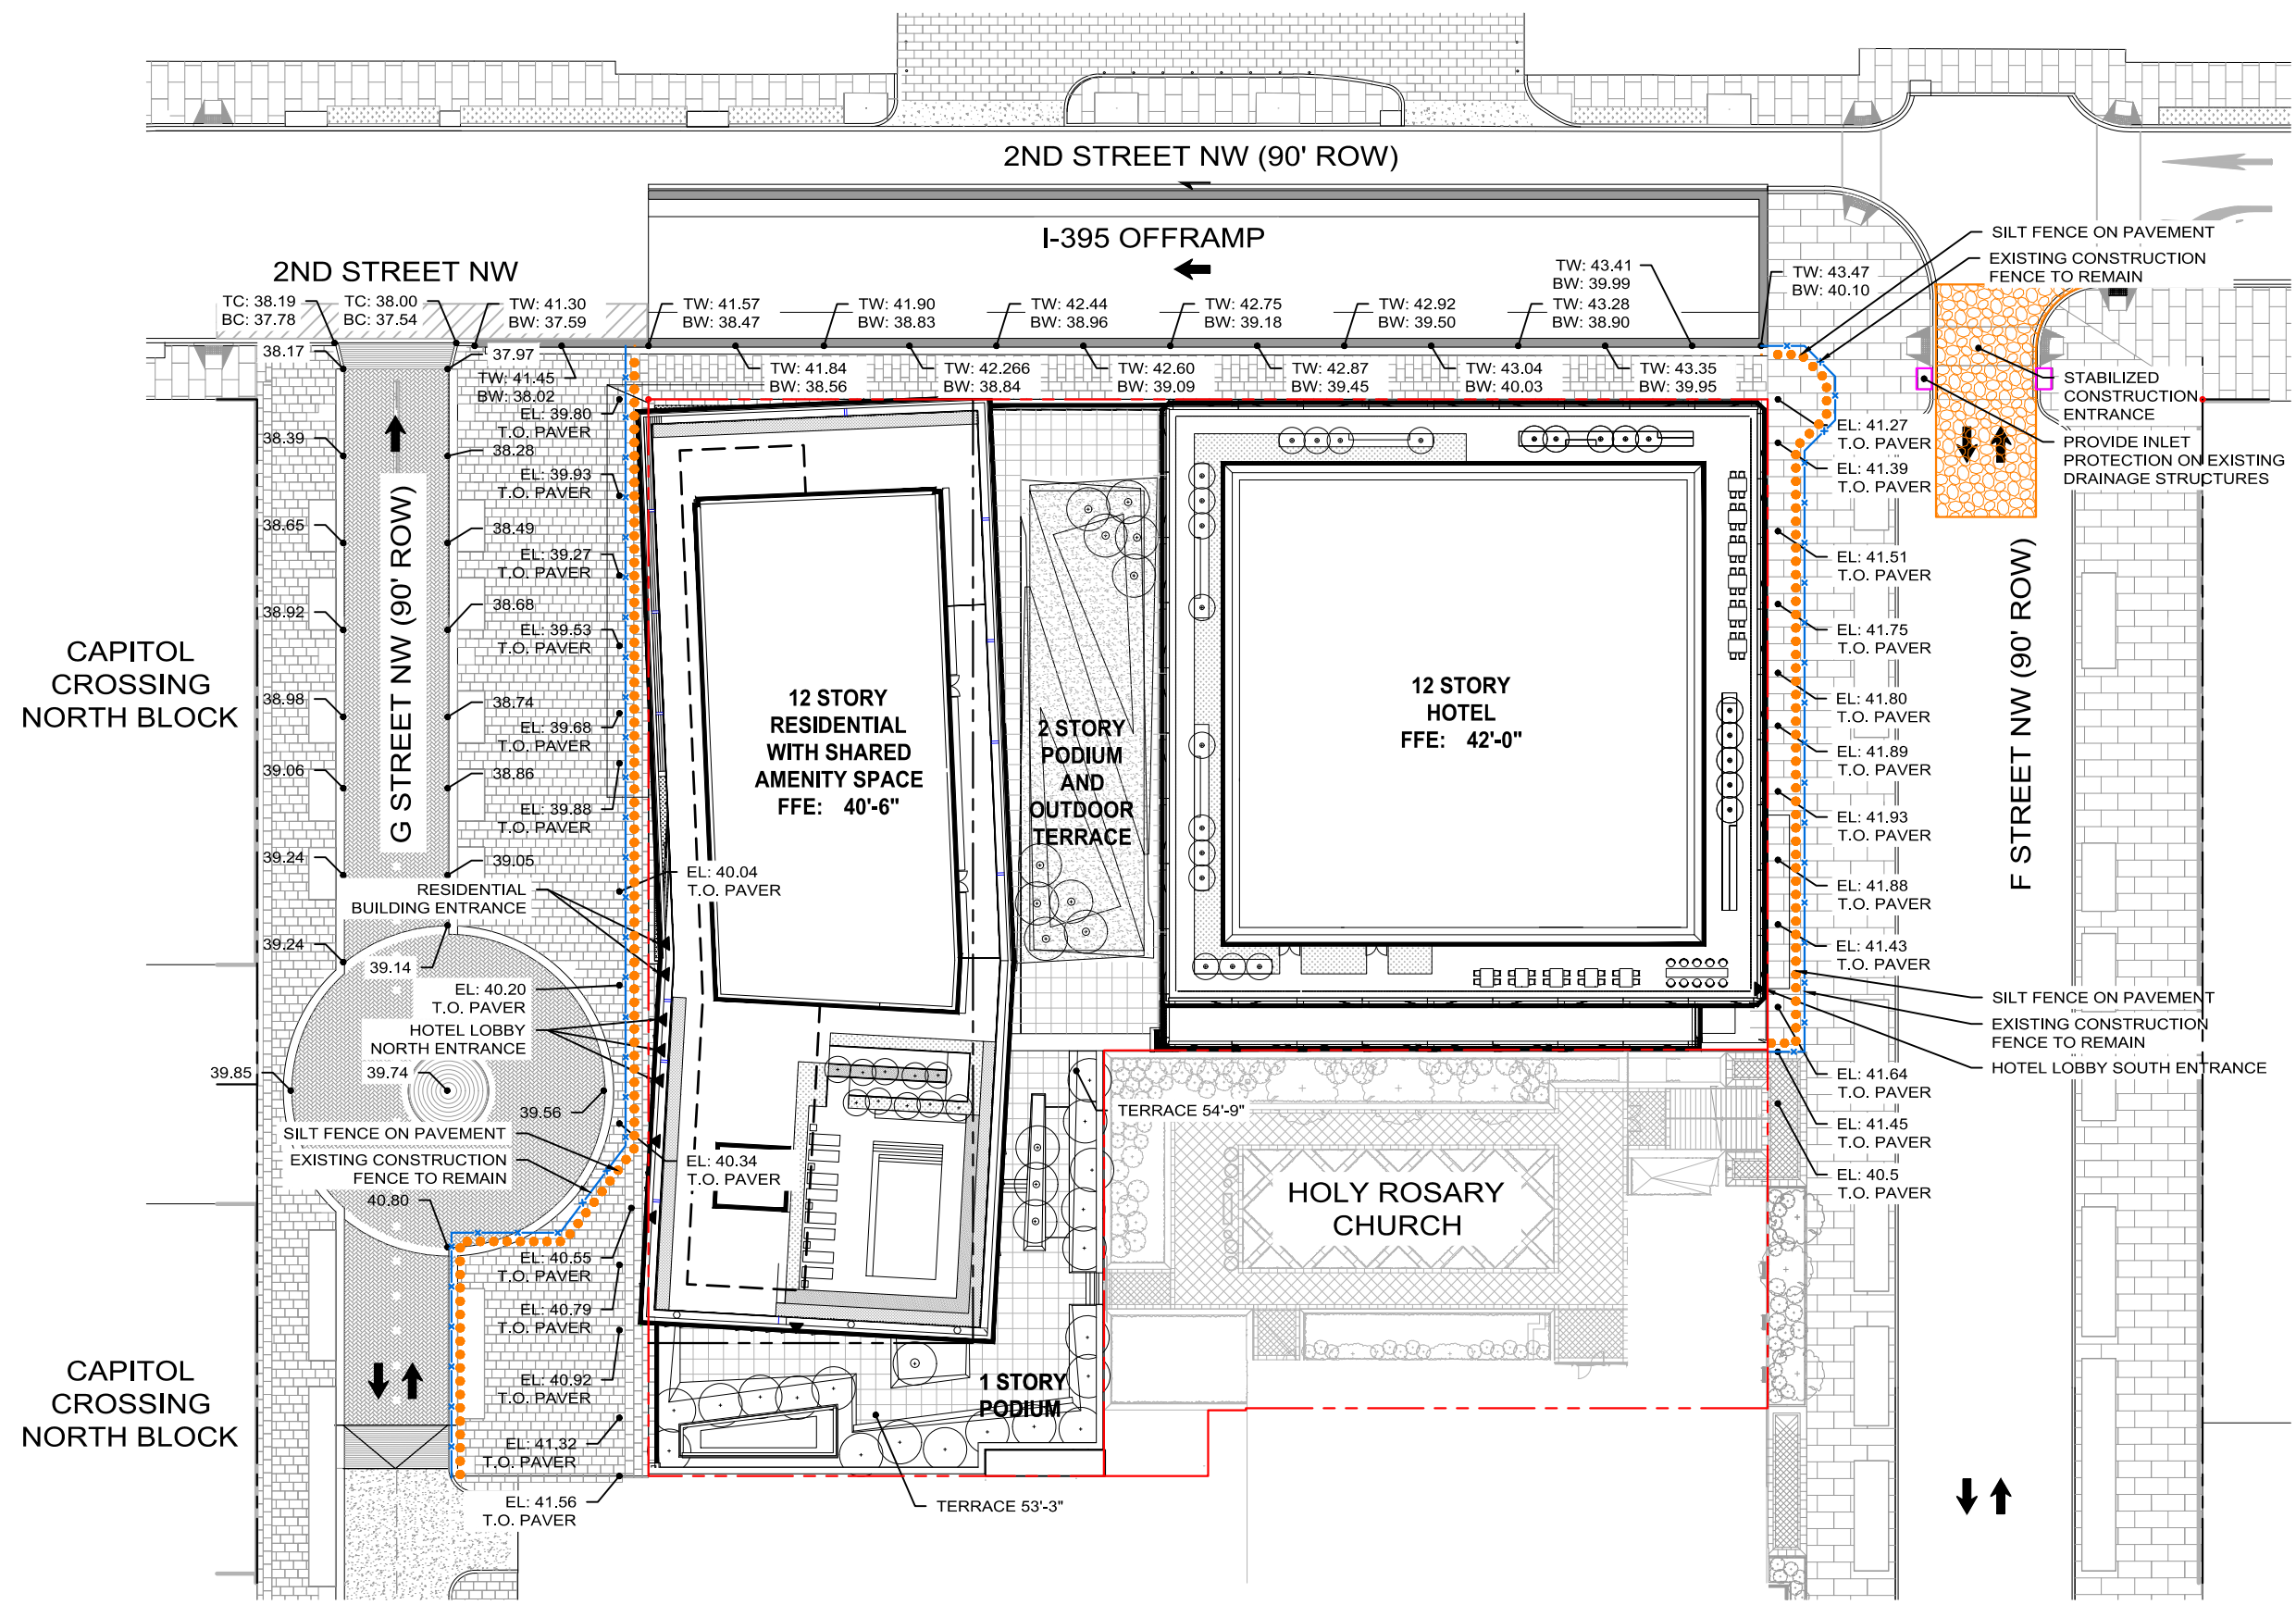 2ND STREET NW (90' ROW)
I-395 OFFRAMP
2ND STREET NW
TC: 38.19
BC: 37.78
TC: 38.00
BC: 37.54
TW: 41.30
BW: 37.59
TW: 41.57
BW: 38.47
TW: 41.90
BW: 38.83
TW: 42.44
BW: 38.96
TW: 42.75
BW: 39.18
TW: 42.92
BW: 39.50
TW: 43.41
BW: 39.99
TW: 43.28
BW: 38.90
TW: 43.47
BW: 40.10
SILT FENCE ON PAVEMENT
EXISTING CONSTRUCTION
FENCE TO REMAIN
TW: 41.45
BW: 38.02
TW: 41.84
BW: 38.56
TW: 42.266
BW: 38.84
TW: 42.60
BW: 39.09
TW: 42.87
BW: 39.45
TW: 43.04
BW: 40.03
TW: 43.35
BW: 39.95
STABILIZED
CONSTRUCTION
ENTRANCE
PROVIDE INLET
PROTECTION ON EXISTING
DRAINAGE STRUCTURES
38.17
38.39
38.65
38.92
38.98
39.06
39.24
39.24
39.85
37.97
38.28
38.49
38.68
38.74
38.86
39.05
39.14
39.74
39.56
40.80
G STREET NW (90' ROW)
EL: 39.80
T.O. PAVER
EL: 39.93
T.O. PAVER
EL: 39.27
T.O. PAVER
EL: 39.53
T.O. PAVER
EL: 39.68
T.O. PAVER
EL: 39.88
T.O. PAVER
EL: 40.04
T.O. PAVER
RESIDENTIAL
BUILDING ENTRANCE
EL: 40.20
T.O. PAVER
HOTEL LOBBY
NORTH ENTRANCE
SILT FENCE ON PAVEMENT
EXISTING CONSTRUCTION
FENCE TO REMAIN
EL: 40.34
T.O. PAVER
EL: 40.55
T.O. PAVER
EL: 40.79
T.O. PAVER
EL: 40.92
T.O. PAVER
EL: 41.32
T.O. PAVER
EL: 41.56
T.O. PAVER
CAPITOL
CROSSING
NORTH BLOCK
CAPITOL
CROSSING
NORTH BLOCK
12 STORY
RESIDENTIAL
WITH SHARED
AMENITY SPACE
FFE: 40'-6"
2 STORY
PODIUM
AND
OUTDOOR
TERRACE
12 STORY
HOTEL
FFE: 42'-0"
TERRACE 54'-9"
HOLY ROSARY
CHURCH
1 STORY
PODIUM
TERRACE 53'-3"
EL: 41.27
T.O. PAVER
EL: 41.39
T.O. PAVER
EL: 41.51
T.O. PAVER
EL: 41.75
T.O. PAVER
EL: 41.80
T.O. PAVER
EL: 41.89
T.O. PAVER
EL: 41.93
T.O. PAVER
EL: 41.88
T.O. PAVER
EL: 41.43
T.O. PAVER
SILT FENCE ON PAVEMENT
EXISTING CONSTRUCTION
FENCE TO REMAIN
HOTEL LOBBY SOUTH ENTRANCE
EL: 41.64
T.O. PAVER
EL: 41.45
T.O. PAVER
EL: 40.5
T.O. PAVER
F STREET NW (90' ROW)